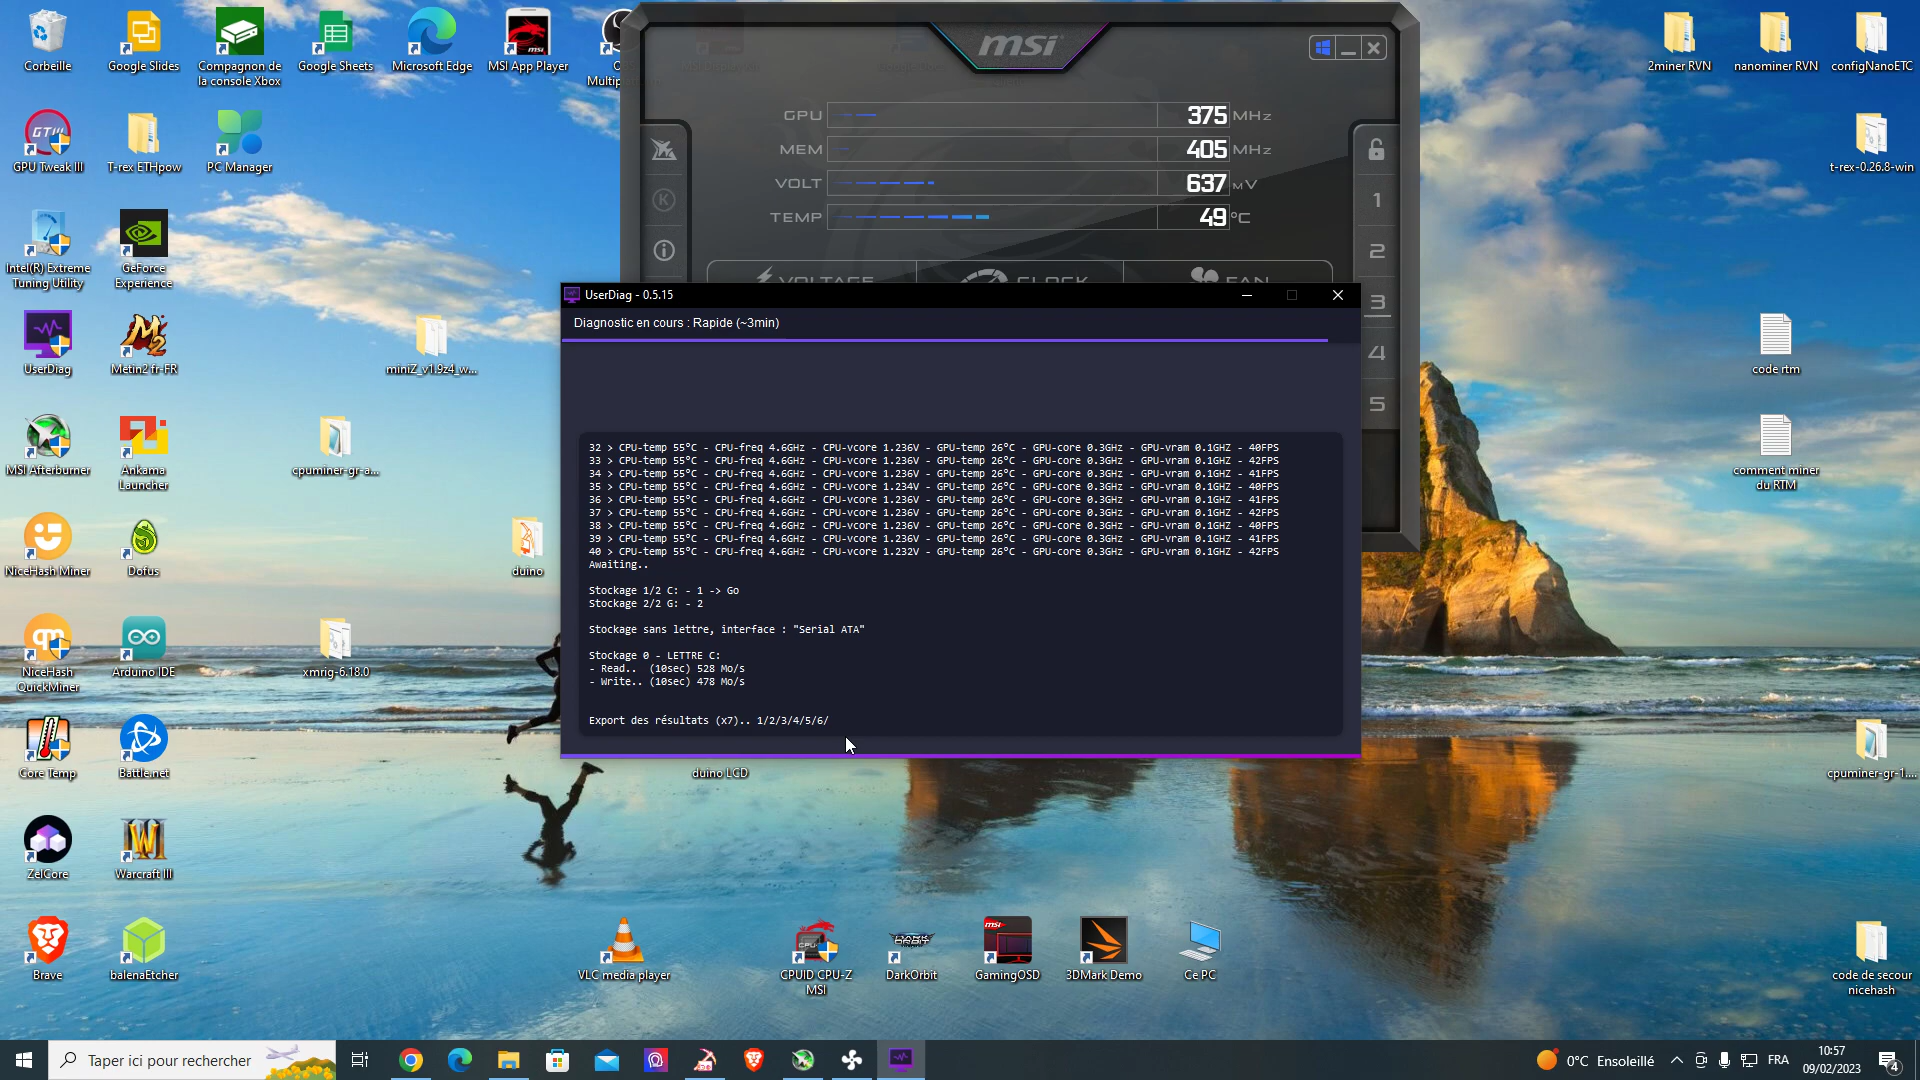 Corbeille
Google Slides
Compagnon de
la console Xbox
Google Sheets
Microsoft Edge
MSI App Player
GPU Tweak III
T-rex ETHpow
PC Manager
Intel(R) Extreme
Tuning Utility
GeForce
Experience
UserDiag
Metin2 fr-FR
miniZ_v1.9z4_w...
MSI Afterburner
Ankama
Launcher
cpuminer-gr-a...
NiceHash Miner
Dofus
duino
NiceHash
QuickMiner
Arduino IDE
xmrig-6.18.0
Core Temp
Battle.net
duino LCD
ZelCore
Warcraft III
Brave
balenaEtcher
VLC media player
CPUID CPU-Z
MSI
DarkOrbit
GamingOSD
3DMark Demo
Ce PC
2miner RVN
nanominer RVN
configNanoETC
t-rex-0.26.8-win
code rtm
comment miner
du RTM
cpuminer-gr-1....
code de secour
nicehash
msi
GPU 375 MHz
MEM 405 MHz
VOLT 637 MV
TEMP 49 °C
VOLTAGE
CLOCK
FAN
K
1
2
3
4
5
UserDiag - 0.5.15
Diagnostic en cours : Rapide (~3min)
32 > CPU-temp 55°C - CPU-freq 4.6GHz - CPU-vcore 1.236V - GPU-temp 26°C - GPU-core 0.3GHz - GPU-vram 0.1GHZ - 40FPS
33 > CPU-temp 55°C - CPU-freq 4.6GHz - CPU-vcore 1.236V - GPU-temp 26°C - GPU-core 0.3GHz - GPU-vram 0.1GHZ - 42FPS
34 > CPU-temp 55°C - CPU-freq 4.6GHz - CPU-vcore 1.236V - GPU-temp 26°C - GPU-core 0.3GHz - GPU-vram 0.1GHZ - 41FPS
35 > CPU-temp 55°C - CPU-freq 4.6GHz - CPU-vcore 1.234V - GPU-temp 26°C - GPU-core 0.3GHz - GPU-vram 0.1GHZ - 40FPS
36 > CPU-temp 55°C - CPU-freq 4.6GHz - CPU-vcore 1.236V - GPU-temp 26°C - GPU-core 0.3GHz - GPU-vram 0.1GHZ - 41FPS
37 > CPU-temp 55°C - CPU-freq 4.6GHz - CPU-vcore 1.236V - GPU-temp 26°C - GPU-core 0.3GHz - GPU-vram 0.1GHZ - 42FPS
38 > CPU-temp 55°C - CPU-freq 4.6GHz - CPU-vcore 1.236V - GPU-temp 26°C - GPU-core 0.3GHz - GPU-vram 0.1GHZ - 40FPS
39 > CPU-temp 55°C - CPU-freq 4.6GHz - CPU-vcore 1.236V - GPU-temp 26°C - GPU-core 0.3GHz - GPU-vram 0.1GHZ - 41FPS
40 > CPU-temp 55°C - CPU-freq 4.6GHz - CPU-vcore 1.232V - GPU-temp 26°C - GPU-core 0.3GHz - GPU-vram 0.1GHZ - 42FPS
Awaiting..
Stockage 1/2 C: - 1 -> Go
Stockage 2/2 G: - 2
Stockage sans lettre, interface : "Serial ATA"
Stockage 0 - LETTRE C:
- Read.. (10sec) 528 Mo/s
- Write.. (10sec) 478 Mo/s
Export des résultats (x7).. 1/2/3/4/5/6/
Taper ici pour rechercher
0°C Ensoleillé
FRA
10:57
09/02/2023
4